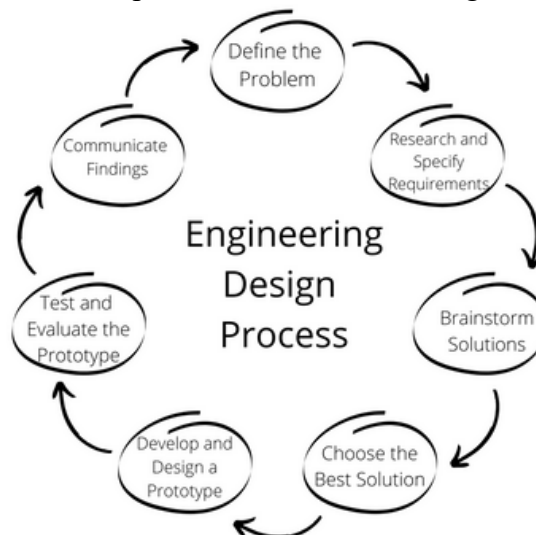 Define the
Problem
Research and
Specify
Requirements
Brainstorm
Solutions
Choose the
Best Solution
Develop and
Design a
Prototype
Test and
Evaluate the
Prototype
Communicate
Findings
Engineering
Design
Process